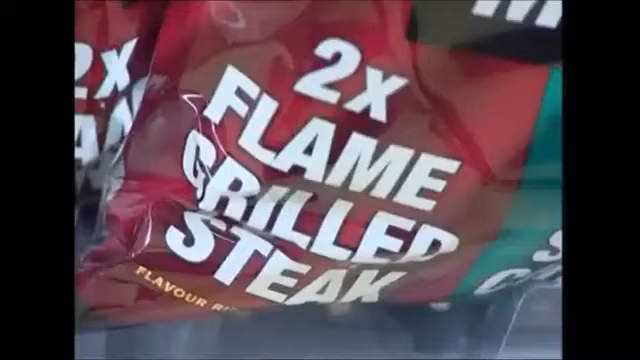 2X
FLAME
GRILLED
STEAK
FLAVOUR
2X